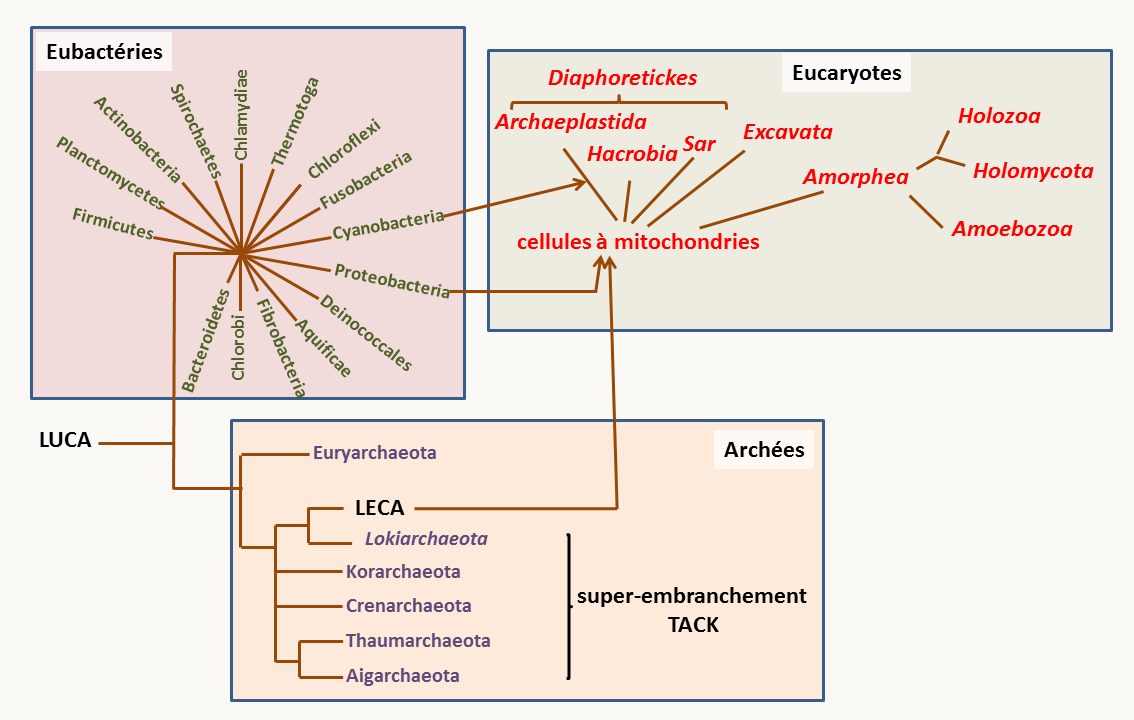 Eubactéries
Firmicutes
Planctomycetes
Actinobacteria
Spirochaetes
Chlamydiae
Thermotoga
Chloroflexi
Fusobacteria
Cyanobacteria
Proteobacteria
Deinococcales
Aquificae
Fibrobacteria
Chlorobi
Bacteroidetes
Eucaryotes
Diaphoretickes
Archaeplastida
Hacrobia
Sar
Excavata
Amorphea
Holozoa
Holomycota
Amoebozoa
cellules à mitochondries
LUCA
Archées
Euryarchaeota
LECA
Lokiarchaeota
Korarchaeota
Crenarchaeota
Thaumarchaeota
Aigarchaeota
super-embranchement
TACK